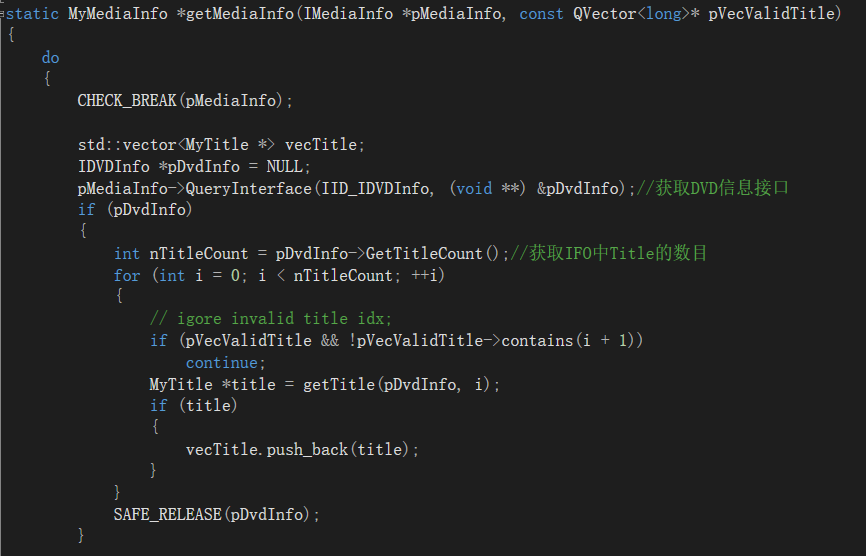 static MyMediaInfo *getMediaInfo(IMediaInfo *pMediaInfo, const QVector<long>* pVecValidTitle)
{
    do
    {
        CHECK_BREAK(pMediaInfo);

        std::vector<MyTitle *> vecTitle;
        IDVDInfo *pDvdInfo = NULL;
        pMediaInfo->QueryInterface(IID_IDVDInfo, (void **) &pDvdInfo);//获取DVD信息接口
        if (pDvdInfo)
        {
            int nTitleCount = pDvdInfo->GetTitleCount();//获取IFO中Title的数目
            for (int i = 0; i < nTitleCount; ++i)
            {
                // igore invalid title idx;
                if (pVecValidTitle && !pVecValidTitle->contains(i + 1))
                    continue;
                MyTitle *title = getTitle(pDvdInfo, i);
                if (title)
                {
                    vecTitle.push_back(title);
                }
            }
            SAFE_RELEASE(pDvdInfo);
        }